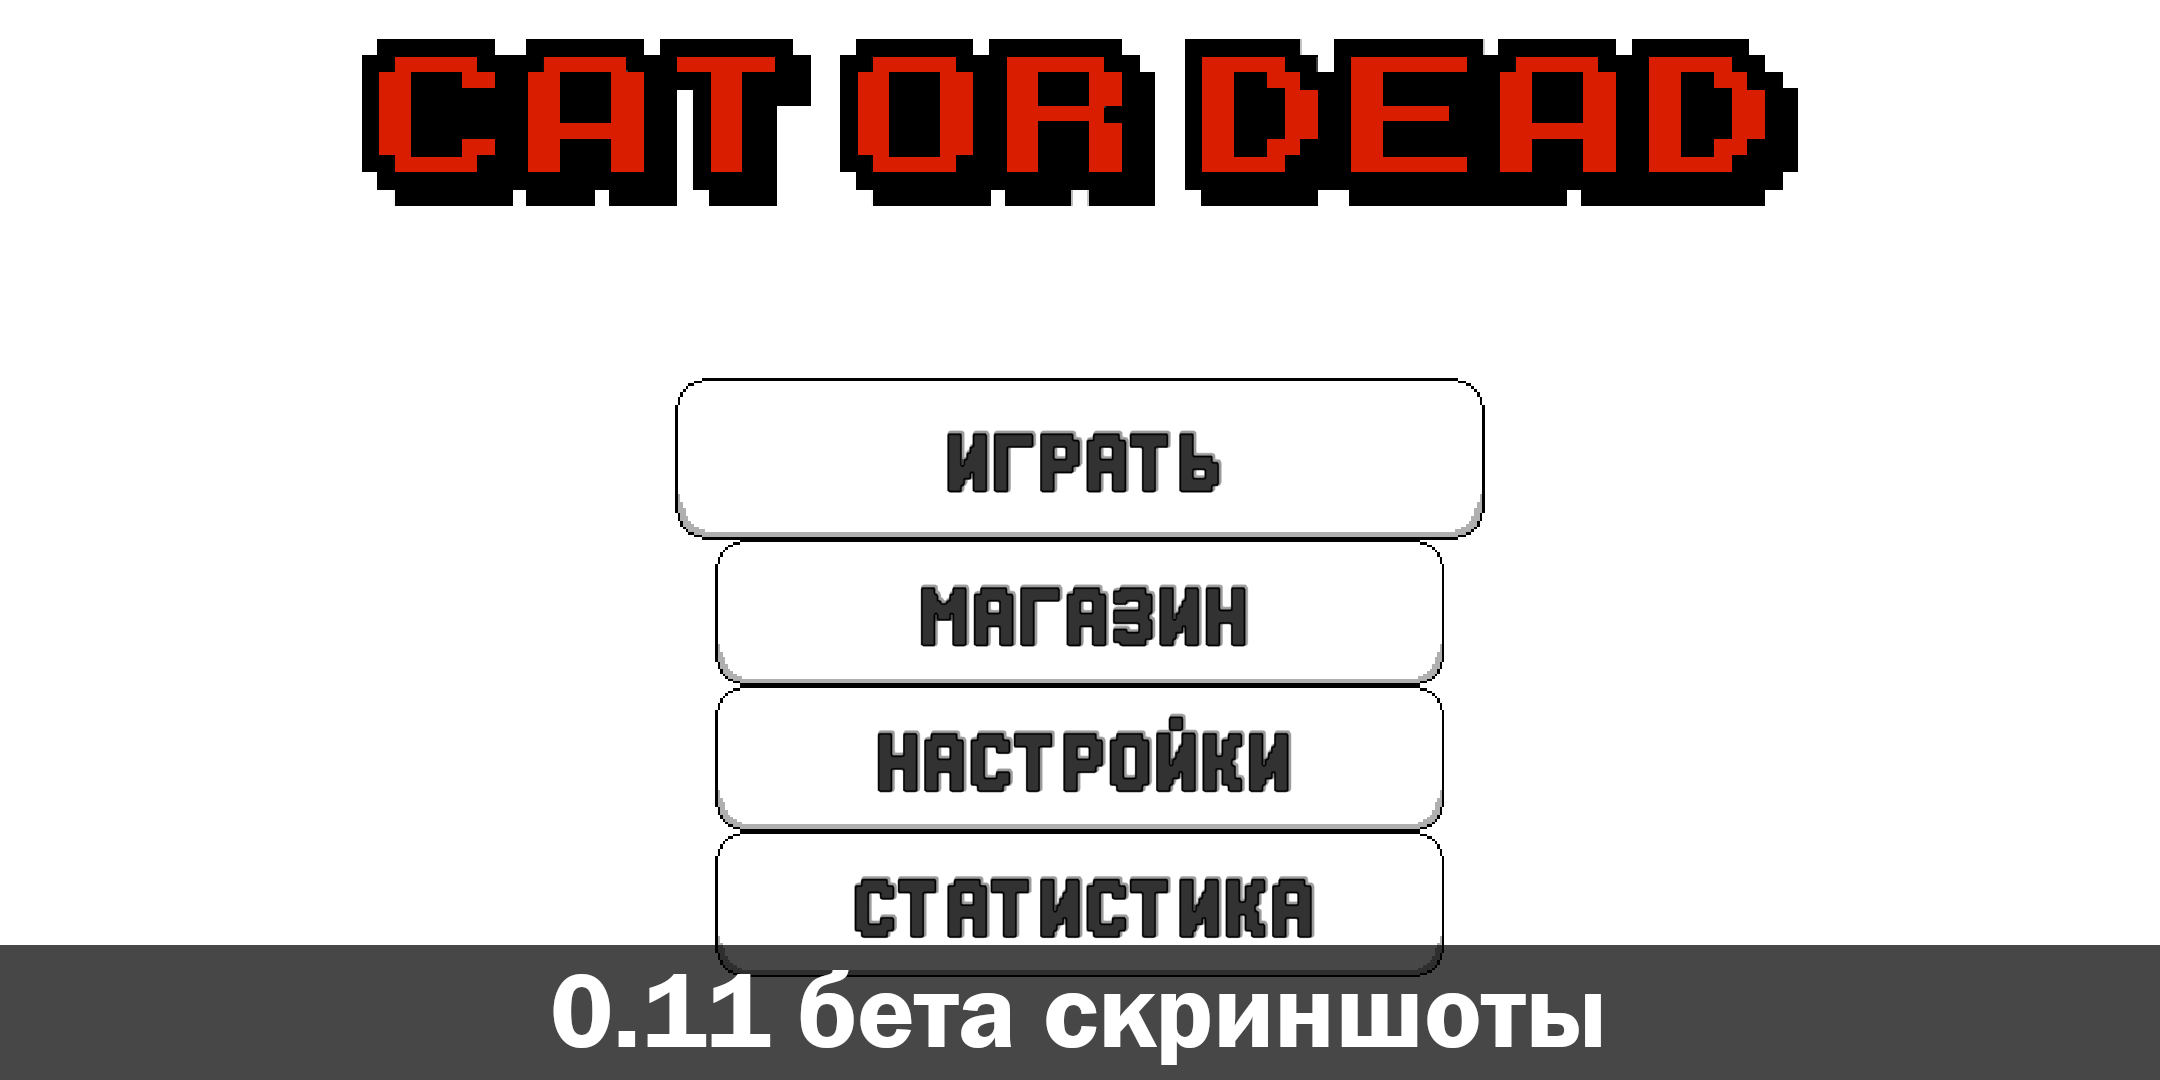 CAT OR DEAD
ИГРАТЬ
МАГАЗИН
НАСТРОЙКИ
СТАТИСТИКА
0.11 бета скриншоты